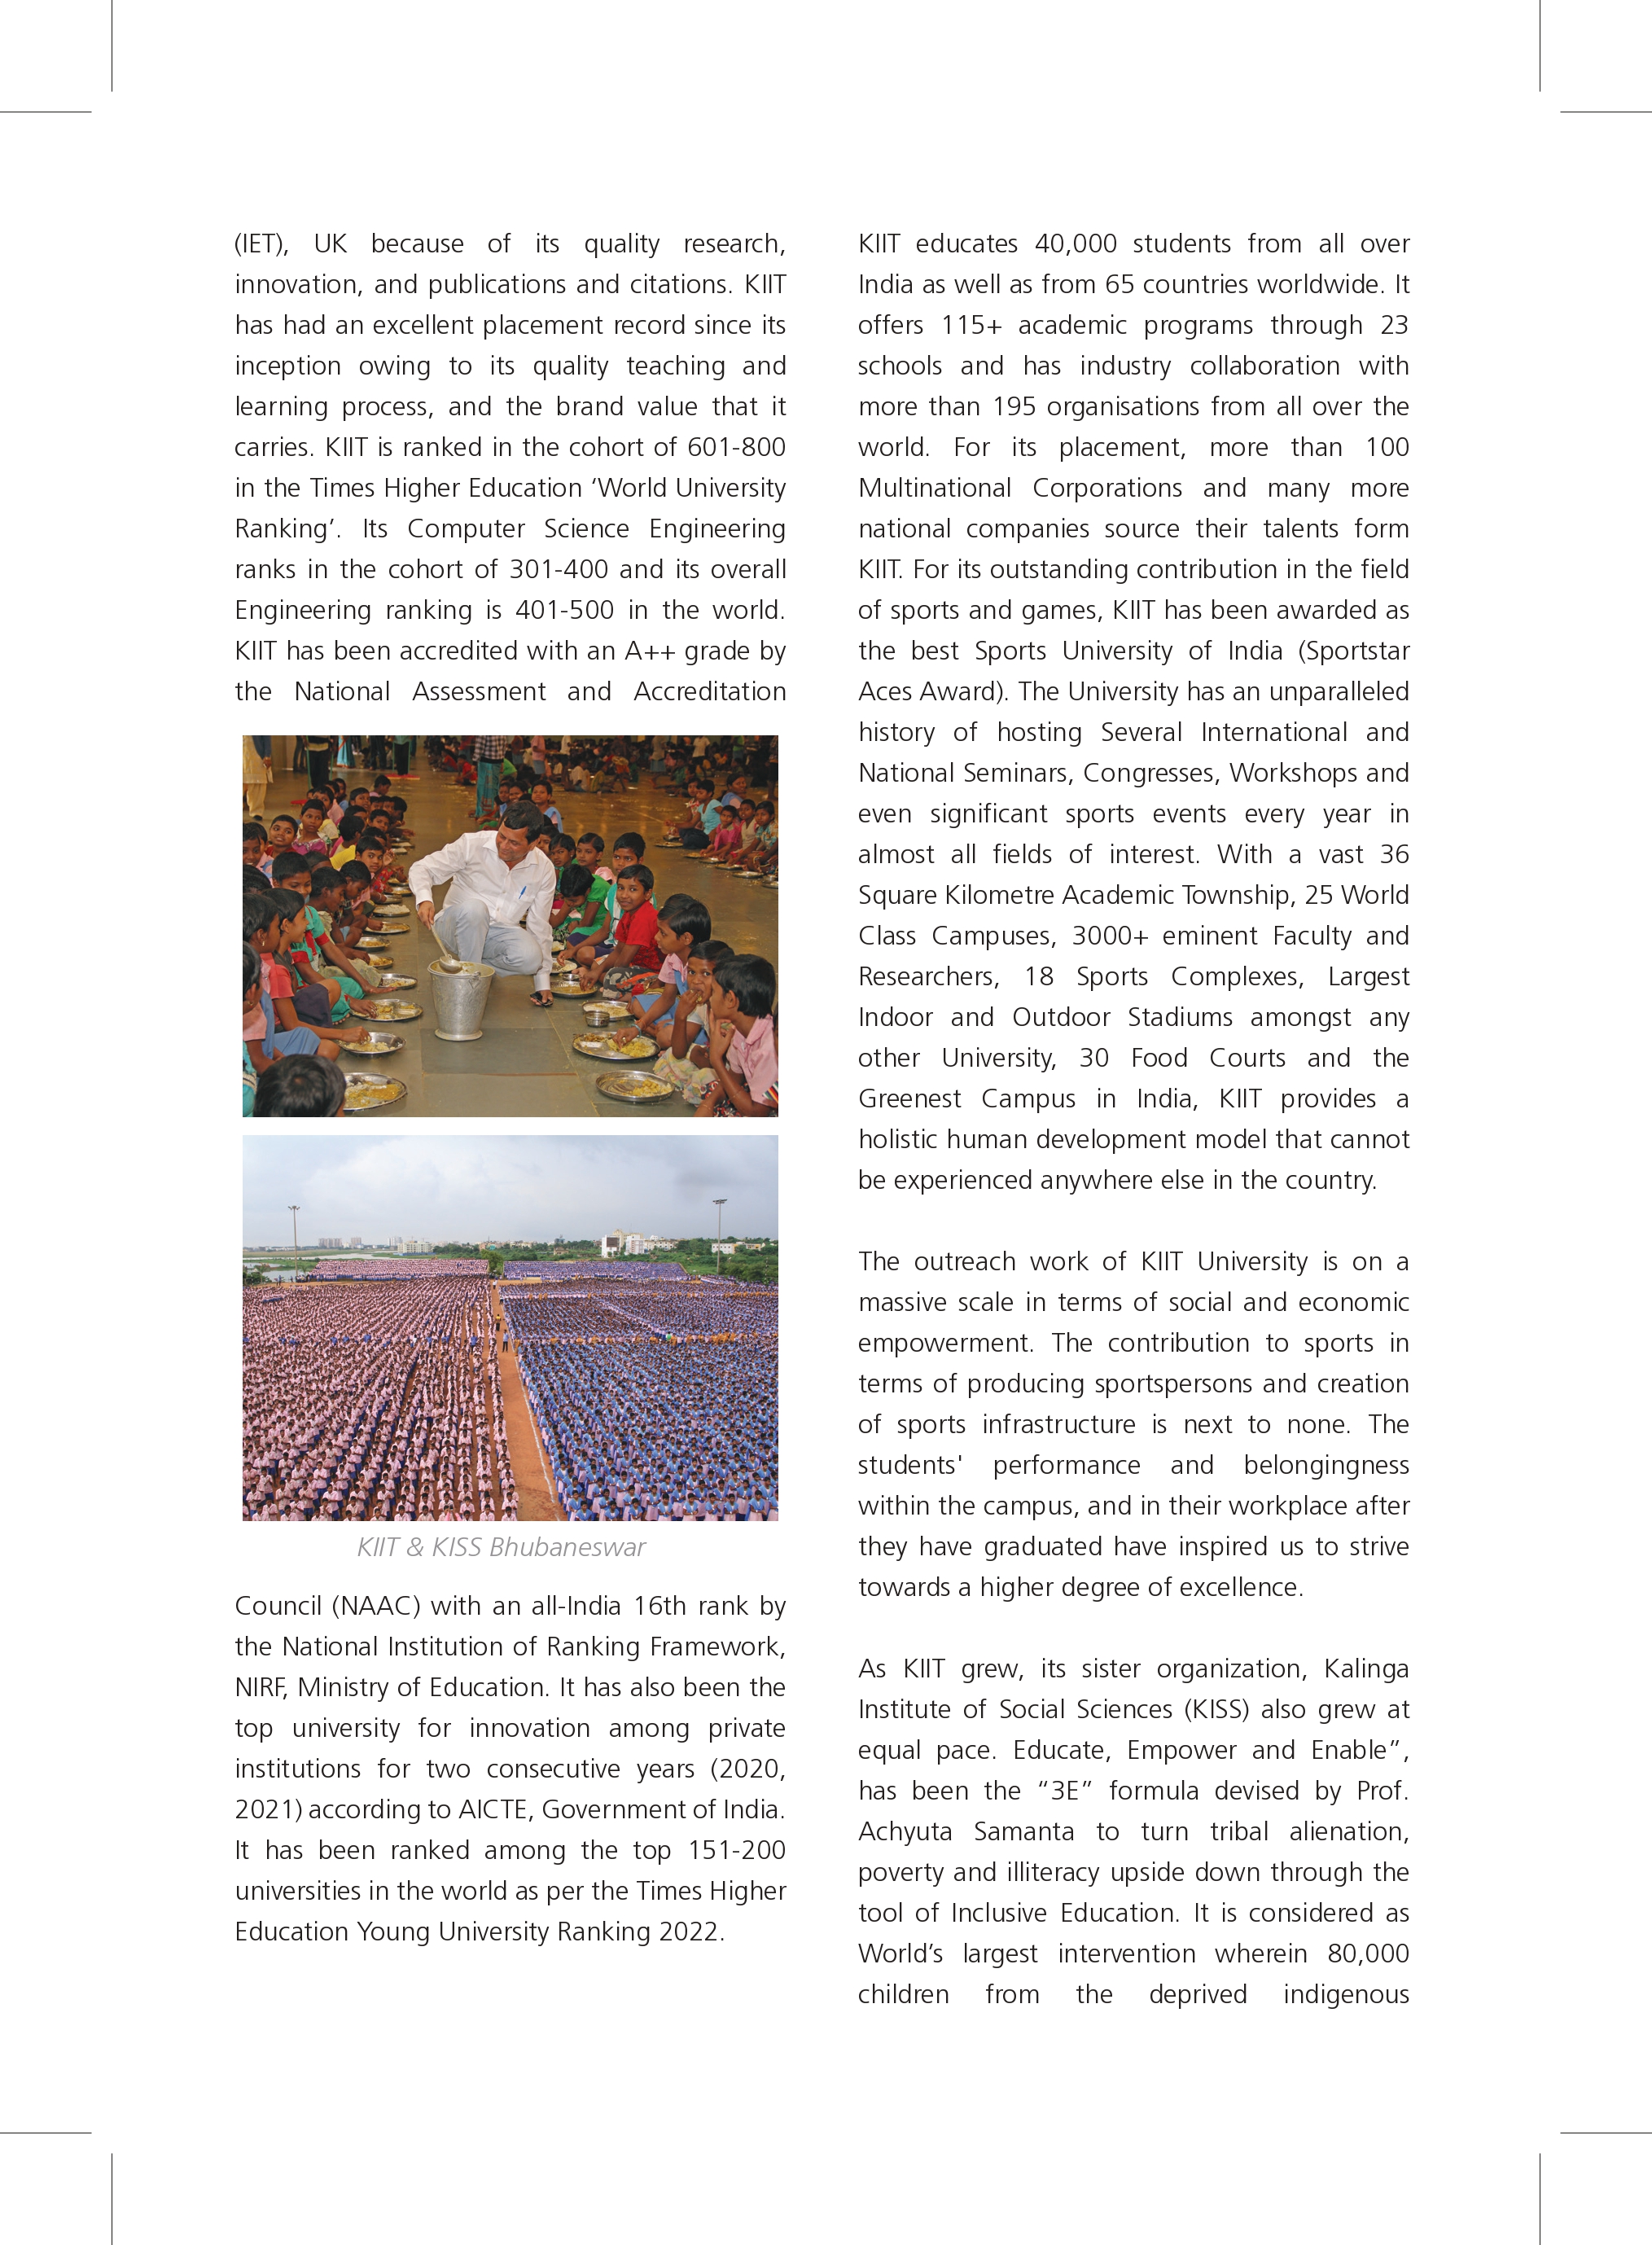 (IET), UK because of its quality research,
innovation, and publications and citations. KIIT
has had an excellent placement record since its
inception owing to its quality teaching and
learning process, and the brand value that it
carries. KIIT is ranked in the cohort of 601-800
in the Times Higher Education ‘World University
Ranking’. Its Computer Science Engineering
ranks in the cohort of 301-400 and its overall
Engineering ranking is 401-500 in the world.
KIIT has been accredited with an A++ grade by
the National Assessment and Accreditation
KIIT & KISS Bhubaneswar
Council (NAAC) with an all-India 16th rank by
the National Institution of Ranking Framework,
NIRF, Ministry of Education. It has also been the
top university for innovation among private
institutions for two consecutive years (2020,
2021) according to AICTE, Government of India.
It has been ranked among the top 151-200
universities in the world as per the Times Higher
Education Young University Ranking 2022.
KIIT educates 40,000 students from all over
India as well as from 65 countries worldwide. It
offers 115+ academic programs through 23
schools and has industry collaboration with
more than 195 organisations from all over the
world. For its placement, more than 100
Multinational Corporations and many more
national companies source their talents form
KIIT. For its outstanding contribution in the field
of sports and games, KIIT has been awarded as
the best Sports University of India (Sportstar
Aces Award). The University has an unparalleled
history of hosting Several International and
National Seminars, Congresses, Workshops and
even significant sports events every year in
almost all fields of interest. With a vast 36
Square Kilometre Academic Township, 25 World
Class Campuses, 3000+ eminent Faculty and
Researchers, 18 Sports Complexes, Largest
Indoor and Outdoor Stadiums amongst any
other University, 30 Food Courts and the
Greenest Campus in India, KIIT provides a
holistic human development model that cannot
be experienced anywhere else in the country.
The outreach work of KIIT University is on a
massive scale in terms of social and economic
empowerment. The contribution to sports in
terms of producing sportspersons and creation
of sports infrastructure is next to none. The
students' performance and belongingness
within the campus, and in their workplace after
they have graduated have inspired us to strive
towards a higher degree of excellence.
As KIIT grew, its sister organization, Kalinga
Institute of Social Sciences (KISS) also grew at
equal pace. Educate, Empower and Enable”,
has been the “3E” formula devised by Prof.
Achyuta Samanta to turn tribal alienation,
poverty and illiteracy upside down through the
tool of Inclusive Education. It is considered as
World’s largest intervention wherein 80,000
children from the deprived indigenous